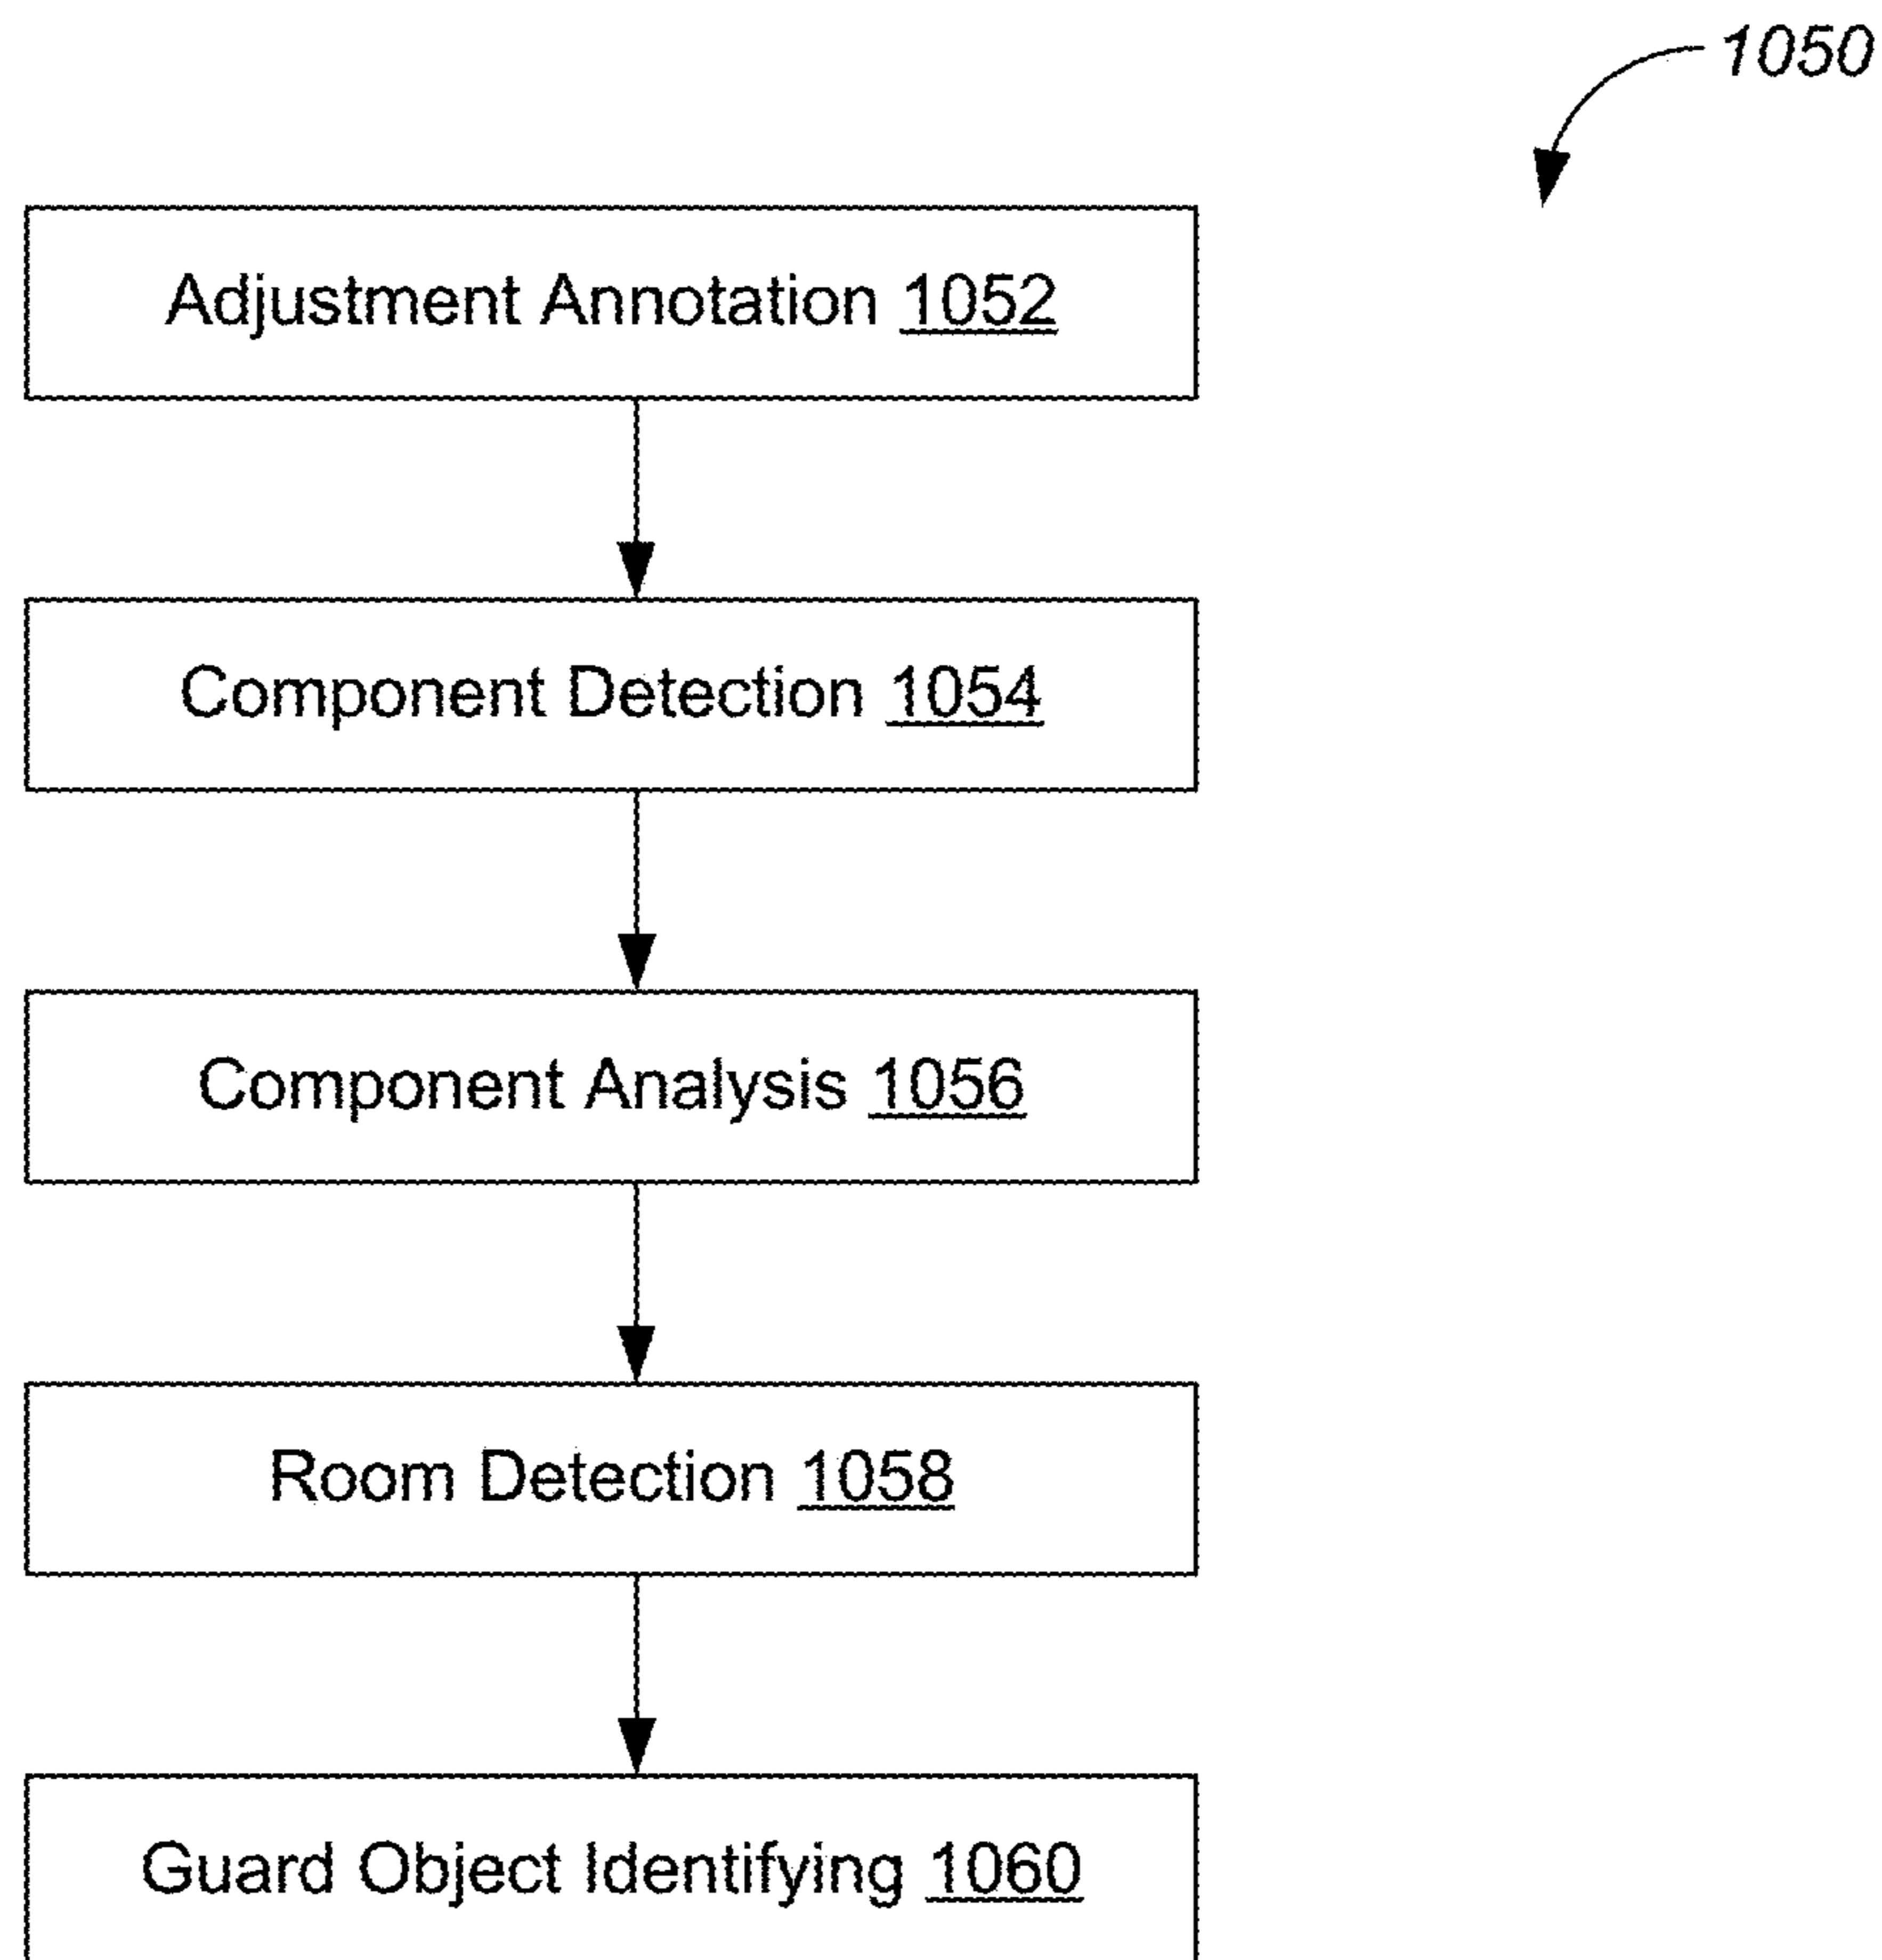 1050
Adjustment Annotation 1052
Component Detection 1054
Component Analysis 1056
Room Detection 1058
Guard Object Identifying 1060